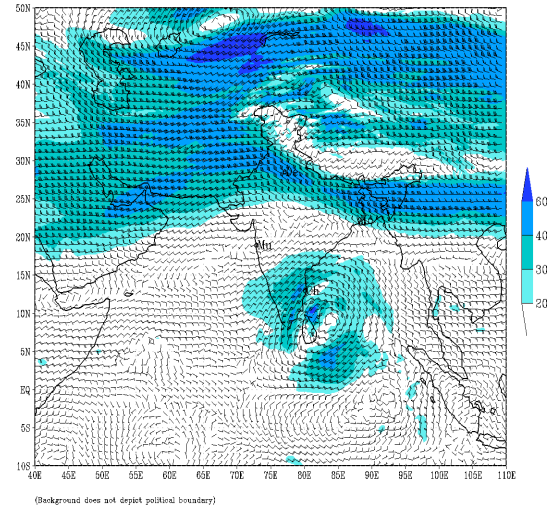 50N
45N
40N
35N
30N
25N
20N
15N
10N
5N
EQ
5S
10S
60
40
30
20
Mu
40E 45E 50E 55E 60E 65E 70E 75E 80E 85E 90E 95E 100E 105E 110E
(Background does not depict political boundary)